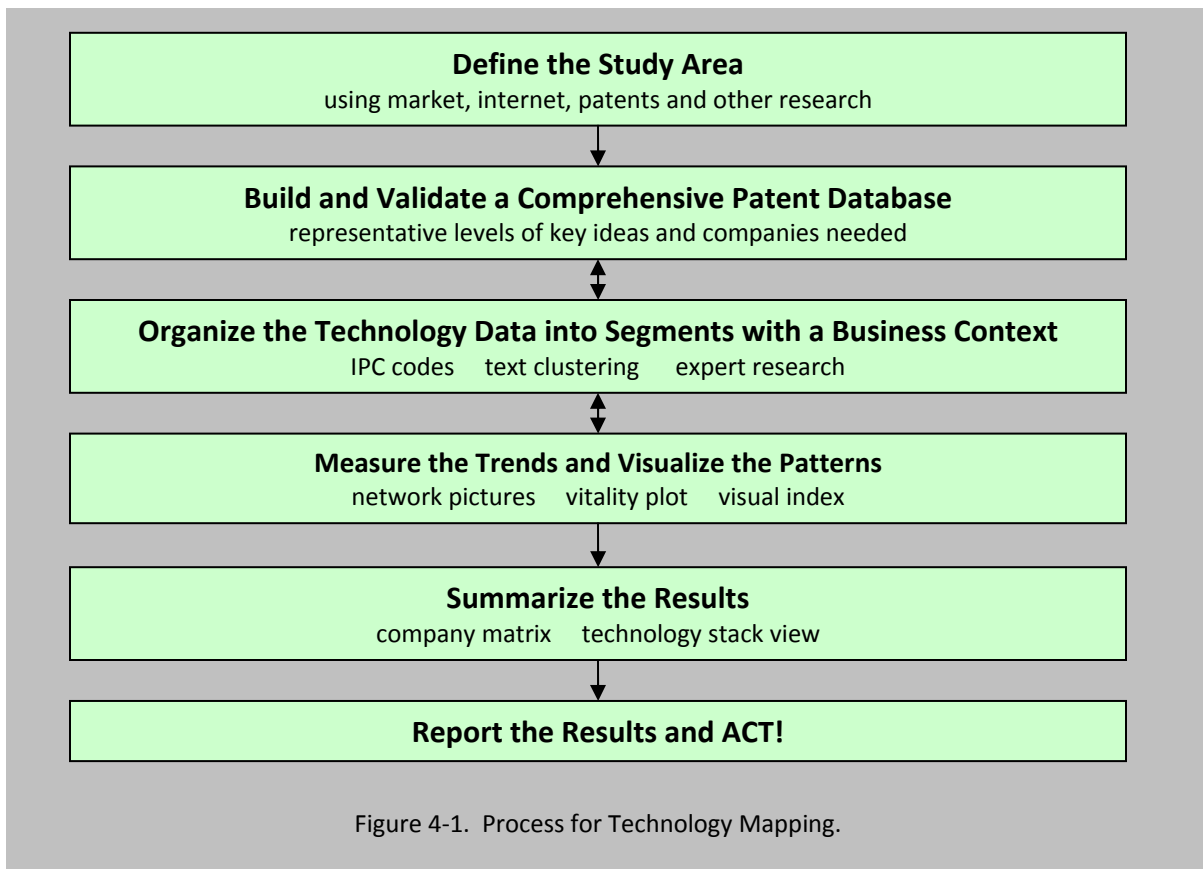 Define the Study Area
using market, internet, patents and other research
Build and Validate a Comprehensive Patent Database
representative levels of key ideas and companies needed
Organize the Technology Data into Segments with a Business Context
IPC codes text clustering expert research
Measure the Trends and Visualize the Patterns
network pictures vitality plot visual index
Summarize the Results
company matrix technology stack view
Report the Results and ACT!
Figure 4-1. Process for Technology Mapping.